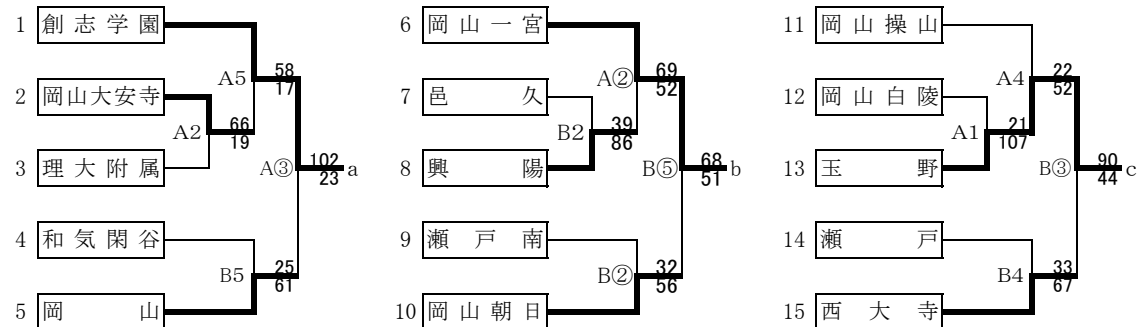 1 創志学園
A5
58
17
2 岡山大安寺
A2
66
19
3 理大附属
A③
102
23
a
4 和気閑谷
B5
25
61
5 岡山
6 岡山一宮
A②
69
52
7 邑久
B2
39
86
8 興陽
B⑤
68
51
b
9 瀬戸南
B②
32
56
10 岡山朝日
11 岡山操山
A4
22
52
12 岡山白陵
A1
21
107
13 玉野
B③
90
44
c
14 瀬戸
B4
33
67
15 西大寺